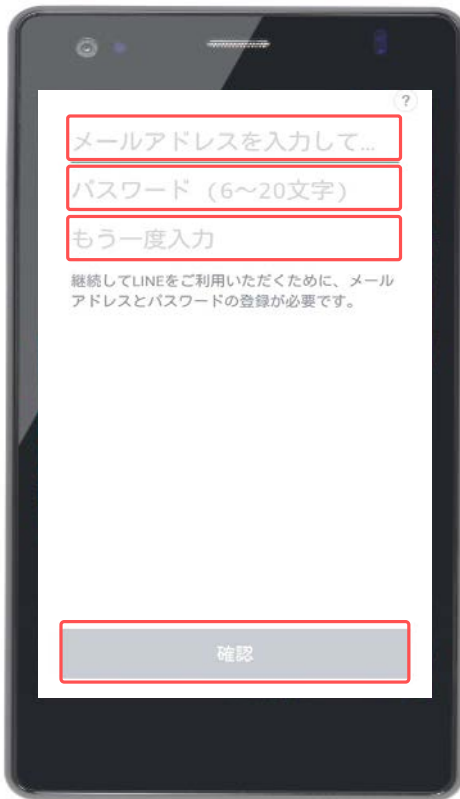 ?
メールアドレスを入力して...
パスワード (6～20文字)
もう一度入力
継続してLINEをご利用いただくために、メール
アドレスとパスワードの登録が必要です。
確認